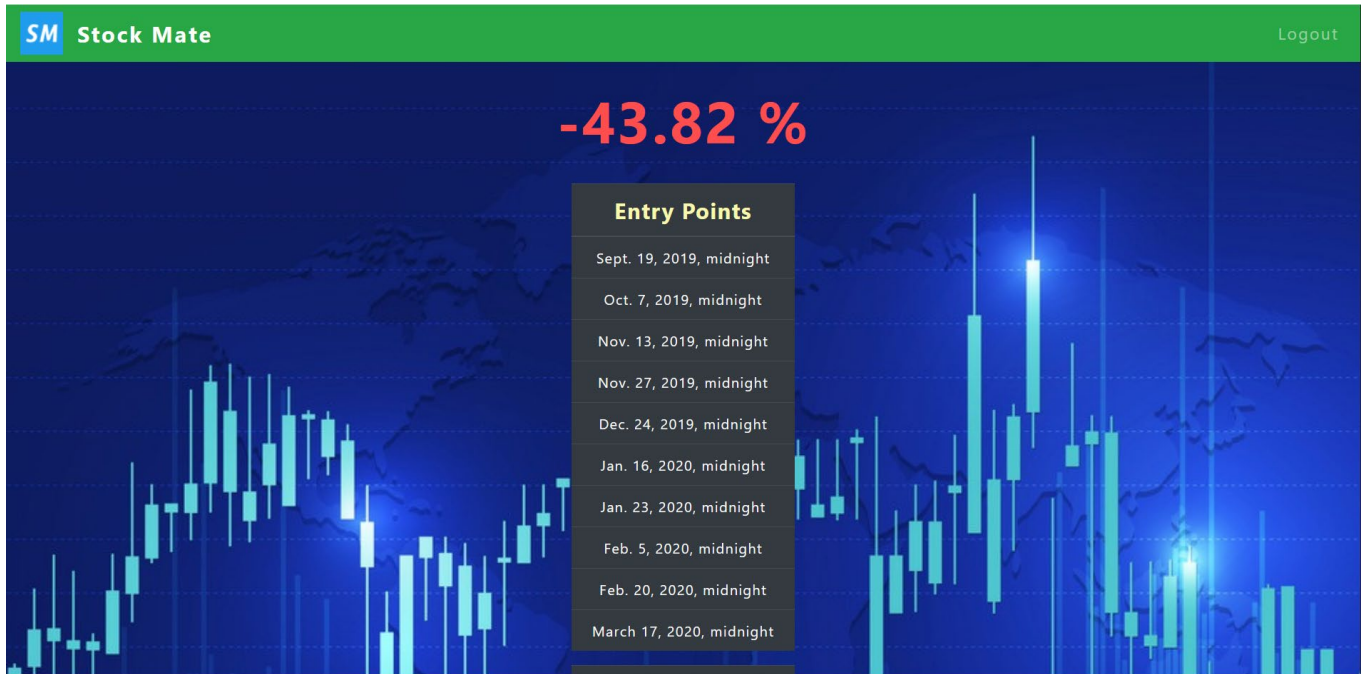 SM Stock Mate Logout
-43.82 %
Entry Points
Sept. 19, 2019, midnight
Oct. 7, 2019, midnight
Nov. 13, 2019, midnight
Nov. 27, 2019, midnight
Dec. 24, 2019, midnight
Jan. 16, 2020, midnight
Jan. 23, 2020, midnight
Feb. 5, 2020, midnight
Feb. 20, 2020, midnight
March 17, 2020, midnight